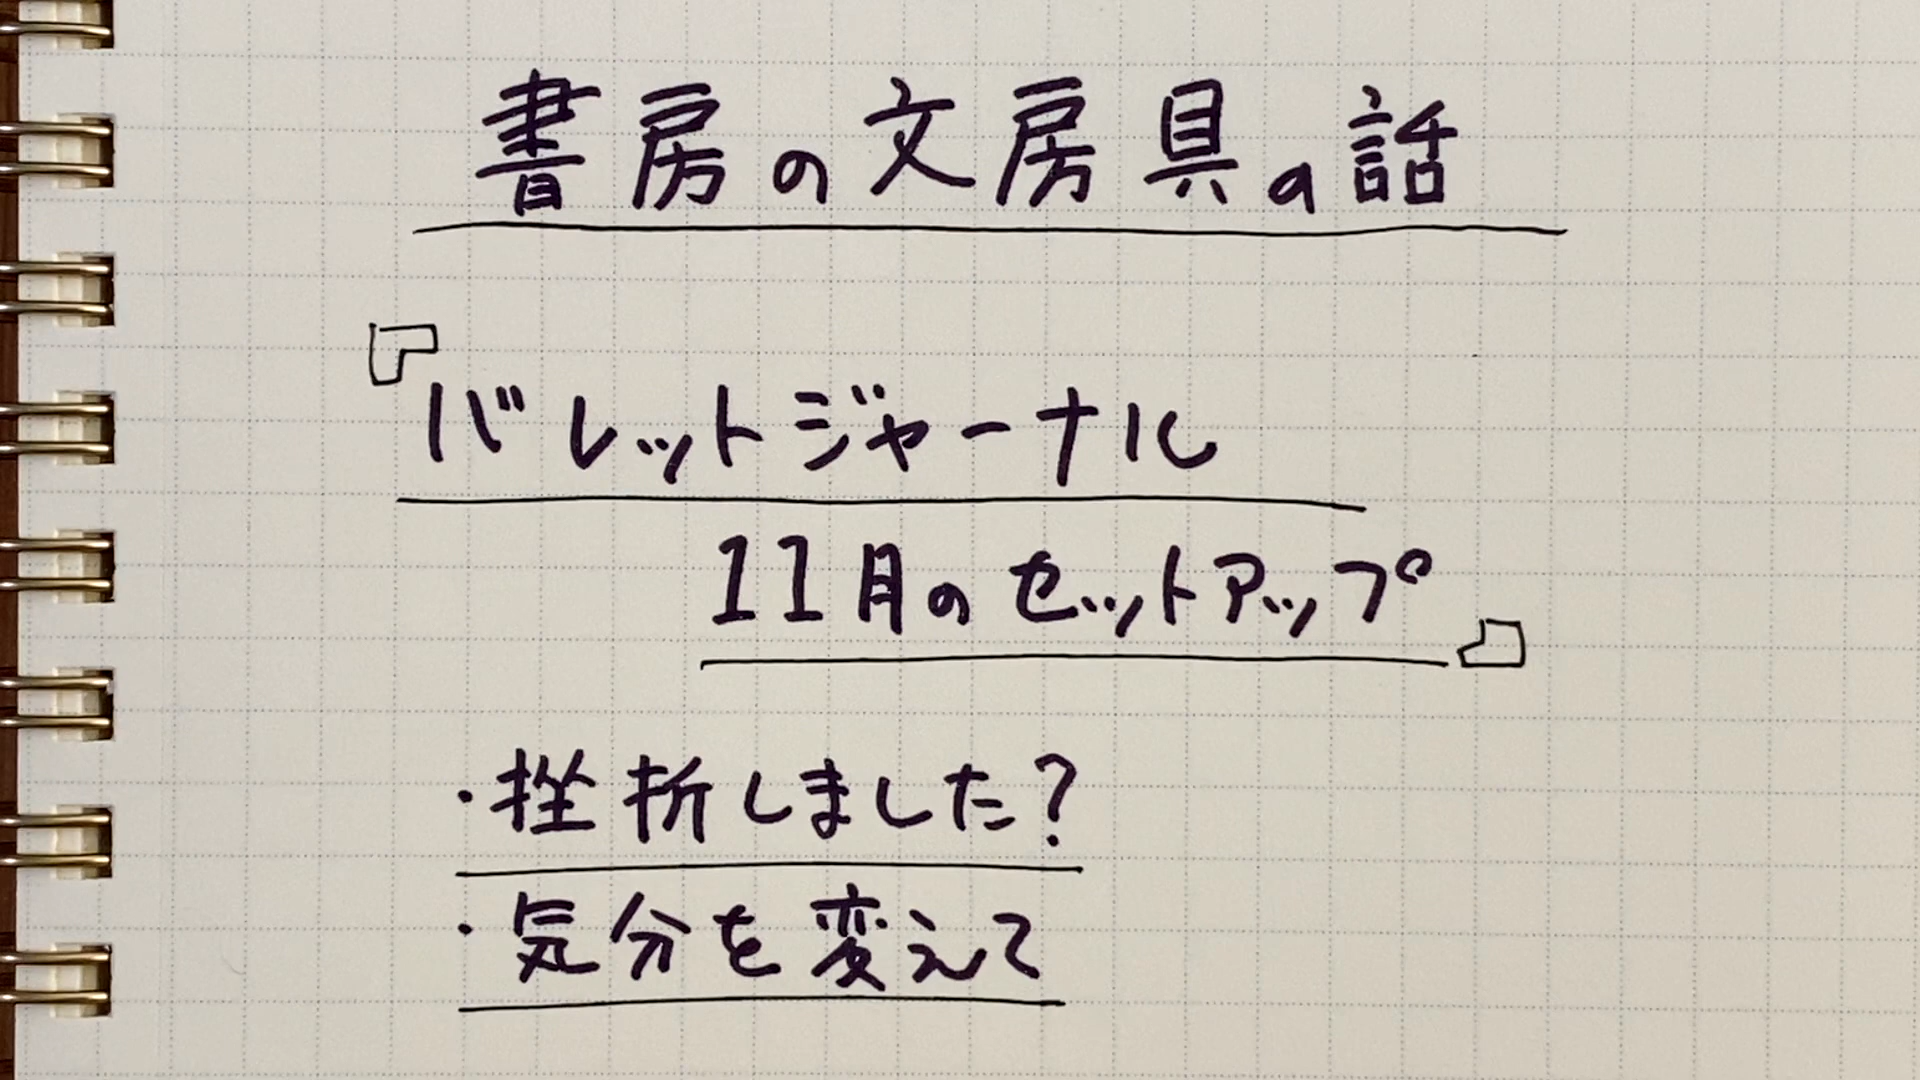 書房の文房具の話
『バレットジャーナル
11月のセットアップ』
・挫折しました?
・気分を変えて